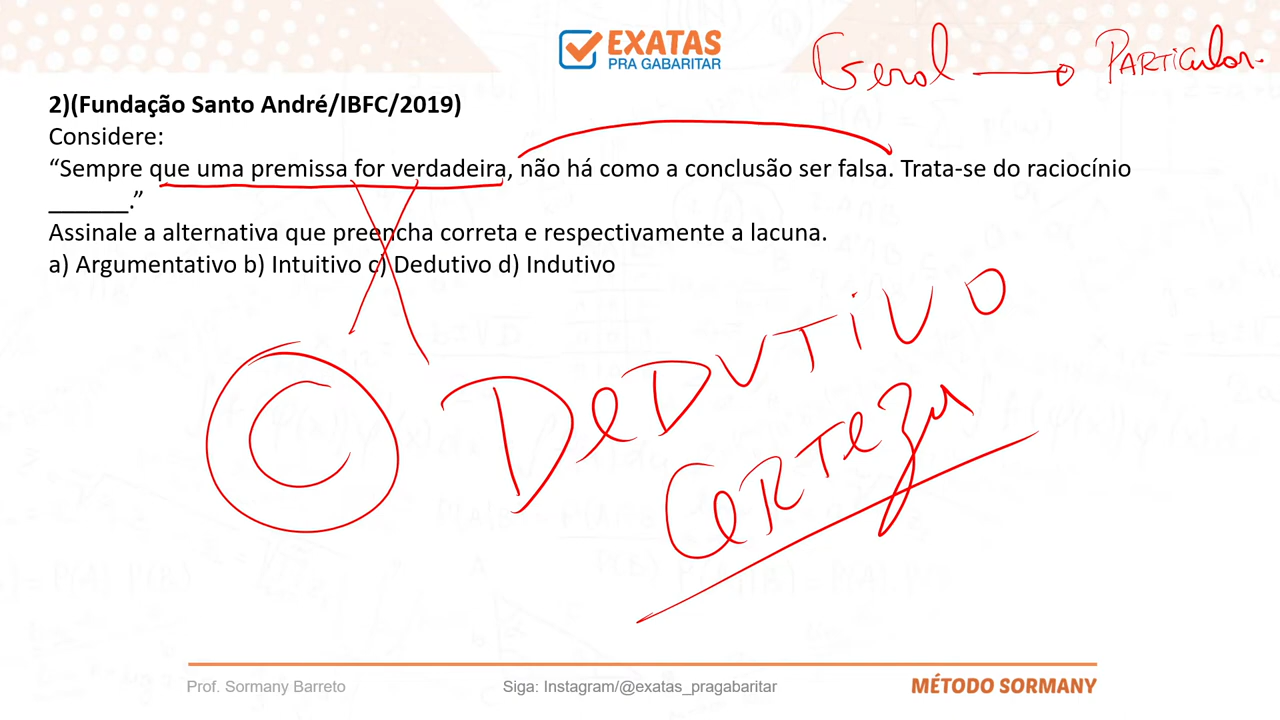 EXATAS
PRA GABARITAR
Geral → Particular.
2)(Fundação Santo André/IBFC/2019)
Considere:
“Sempre que uma premissa for verdadeira, não há como a conclusão ser falsa. Trata-se do raciocínio
______.”
Assinale a alternativa que preencha correta e respectivamente a lacuna.
a) Argumentativo b) Intuitivo c) Dedutivo d) Indutivo
DeDUTiVO
CeRTeza
Prof. Sormany Barreto
Siga: Instagram/@exatas_pragabaritar
MÉTODO SORMANY